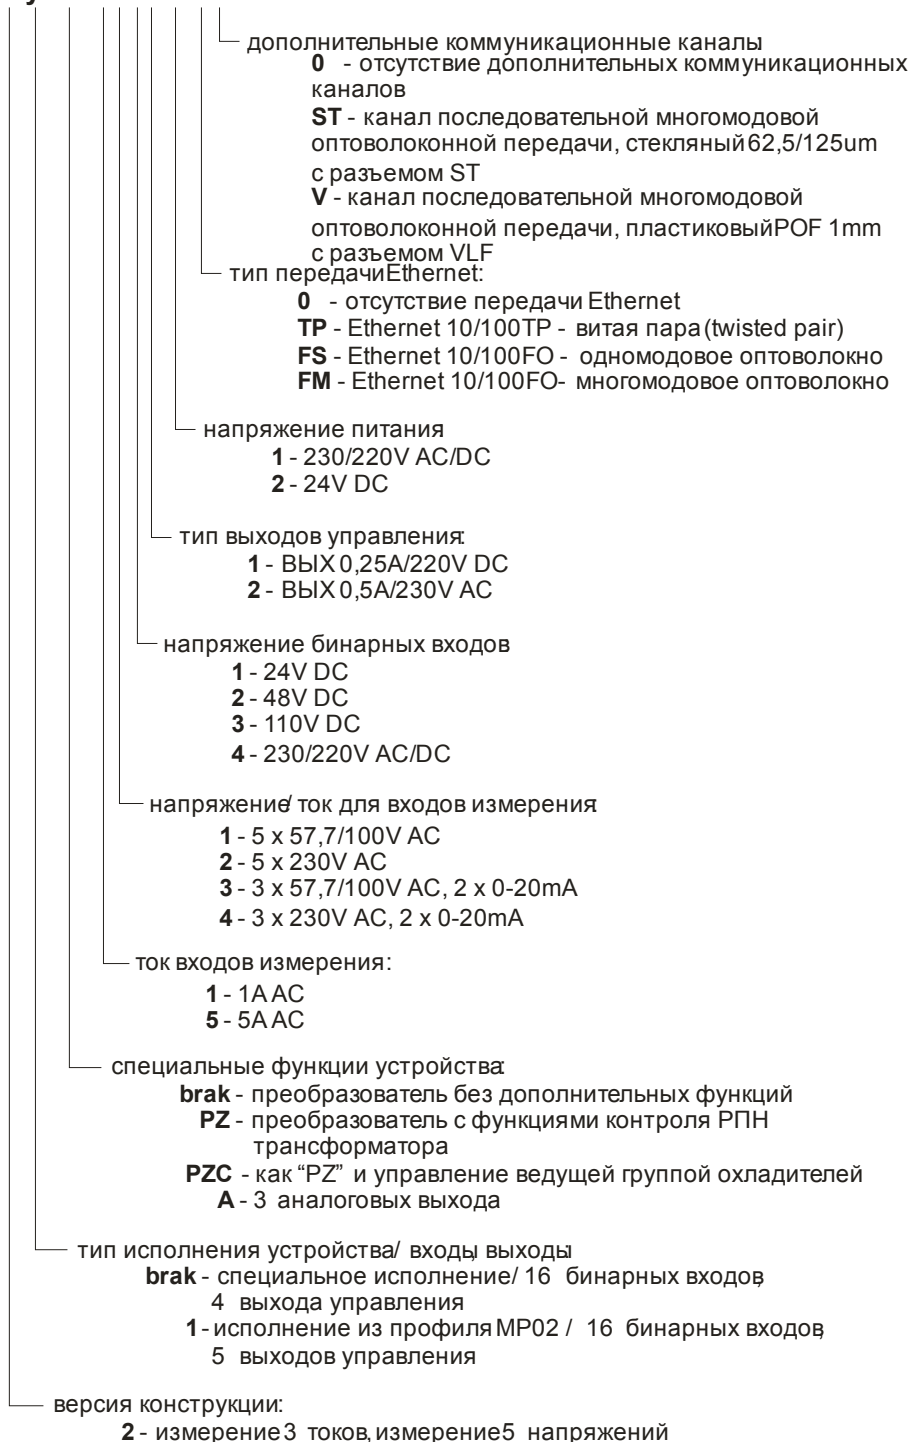 дополнительные коммуникационные каналы:
0 - отсутствие дополнительных коммуникационных
каналов
ST - канал последовательной многомодовой
оптоволоконной передачи, стекляный 62,5/125um
с разъемом ST
V - канал последовательной многомодовой
оптоволоконной передачи, пластиковый POF 1mm
с разъемом VLF
тип передачи Ethernet:
0 - отсутствие передачи Ethernet
TP - Ethernet 10/100TP - витая пара (twisted pair)
FS - Ethernet 10/100FO - одномодовое оптоволокно
FM - Ethernet 10/100FO- многомодовое оптоволокно
напряжение питания
1 - 230/220V AC/DC
2 - 24V DC
тип выходов управления:
1 - ВЫХ 0,25A/220V DC
2 - ВЫХ 0,5A/230V AC
напряжение бинарных входов
1 - 24V DC
2 - 48V DC
3 - 110V DC
4 - 230/220V AC/DC
напряжение/ ток для входов измерения:
1 - 5 x 57,7/100V AC
2 - 5 x 230V AC
3 - 3 x 57,7/100V AC, 2 x 0-20mA
4 - 3 x 230V AC, 2 x 0-20mA
ток входов измерения:
1 - 1A AC
5 - 5A AC
специальные функции устройства:
brak - преобразователь без дополнительных функций
PZ - преобразователь с функциями контроля РПН
трансформатора
PZC - как “PZ” и управление ведущей группой охладителей
A - 3 аналоговых выхода
тип исполнения устройства/ входы, выходы:
brak - специальное исполнение/ 16 бинарных входов,
4 выхода управления
1 - исполнение из профиля MP02 / 16 бинарных входов,
5 выходов управления
версия конструкции:
2 - измерение 3 токов, измерение 5 напряжений